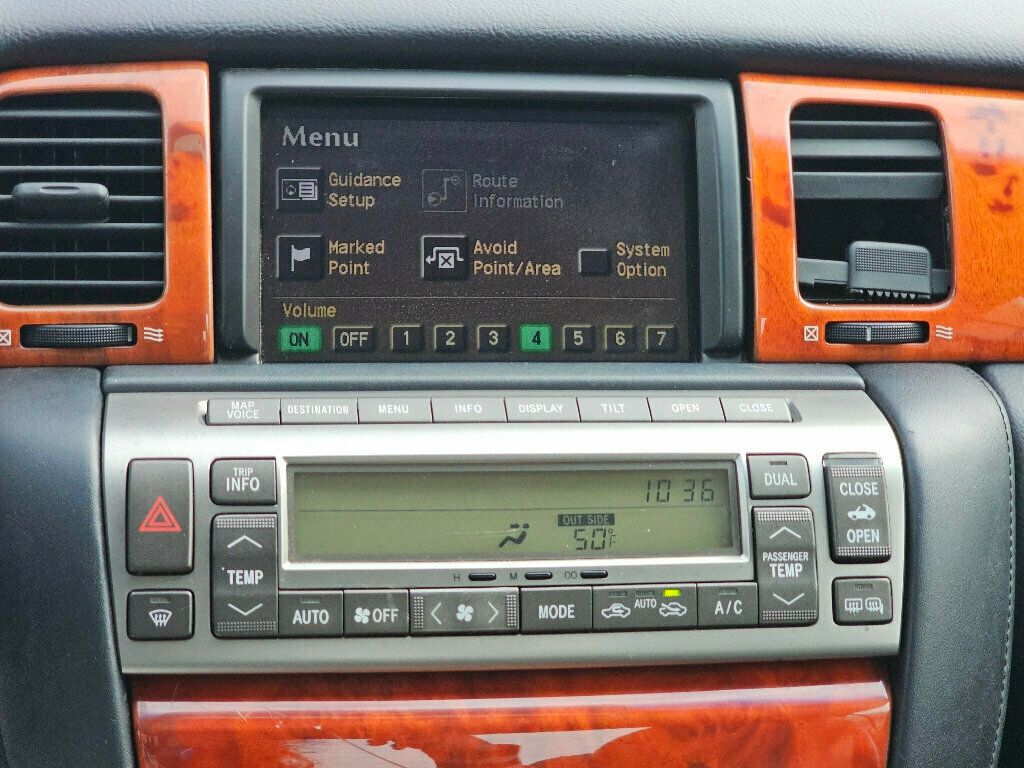 Menu
Guidance
Setup
Route
Information
Marked
Point
Avoid
Point/Area
System
Option
Volume
ON OFF 1 2 3 4 5 6 7
MAP
VOICE
DESTINATION MENU INFO DISPLAY TILT OPEN CLOSE
TRIP
INFO
10 36
DUAL
CLOSE
OPEN
OUT SIDE
50°F
TEMP
PASSENGER
TEMP
H M :00
AUTO OFF MODE AUTO A/C